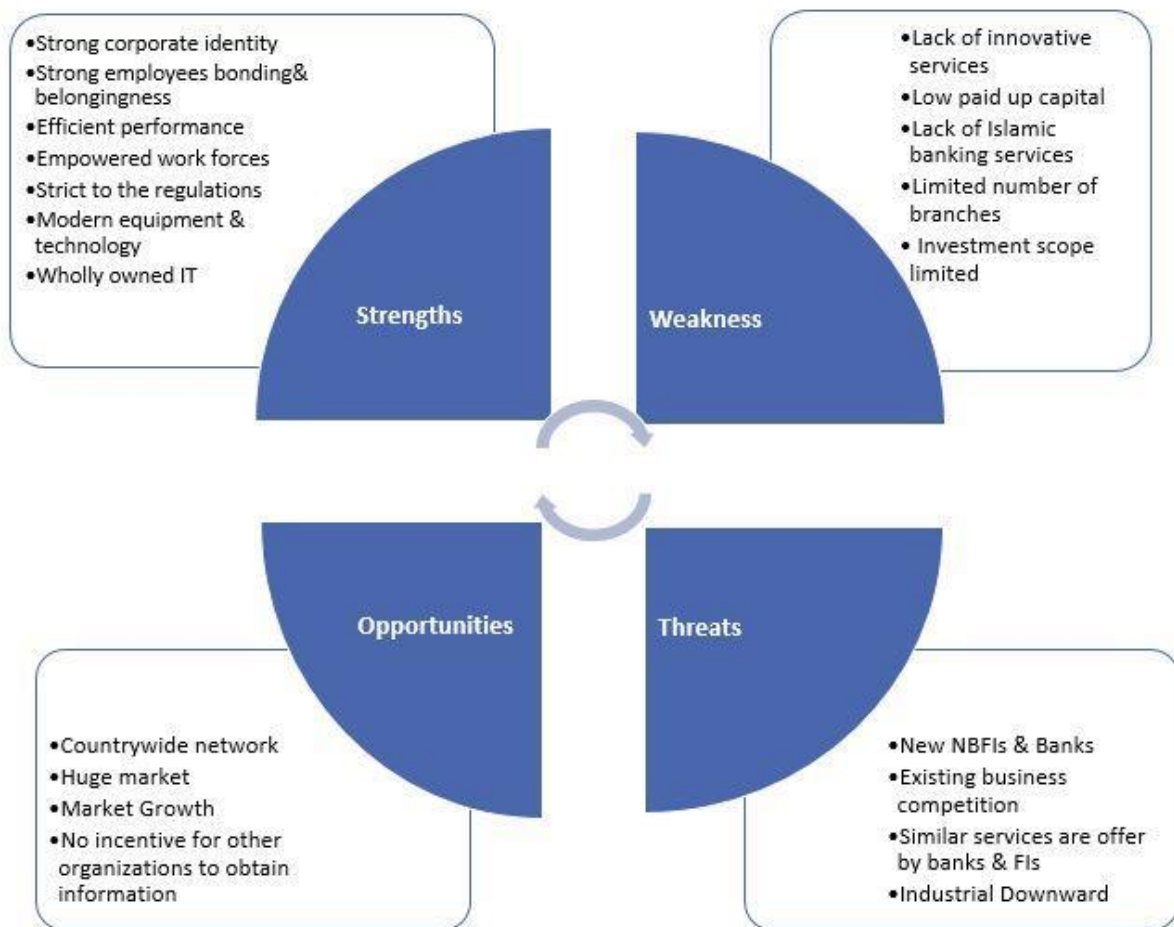 •Strong corporate identity
•Strong employees bonding&
belongingness
•Efficient performance
•Empowered work forces
•Strict to the regulations
•Modern equipment &
technology
•Wholly owned IT
Strengths
•Lack of innovative
services
•Low paid up capital
•Lack of Islamic
banking services
•Limited number of
branches
• Investment scope
limited
Weakness
Opportunities
•Countrywide network
•Huge market
•Market Growth
•No incentive for other
organizations to obtain
information
Threats
•New NBFIs & Banks
•Existing business
competition
•Similar services are offer
by banks & FIs
•Industrial Downward